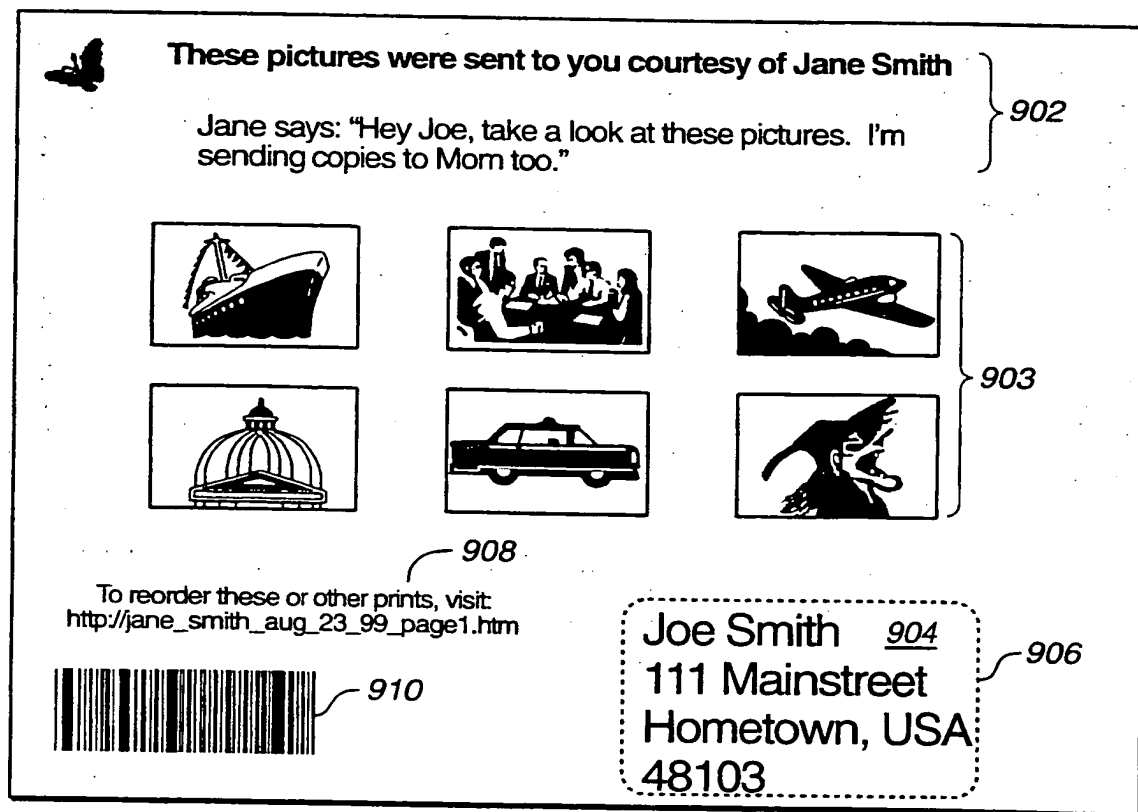 These pictures were sent to you courtesy of Jane Smith
902
Jane says: “Hey Joe, take a look at these pictures.  I’m
sending copies to Mom too.”
903
908
To reorder these or other prints, visit:
http://jane_smith_aug_23_99_page1.htm
910
Joe Smith 904
111 Mainstreet
Hometown, USA
48103
906